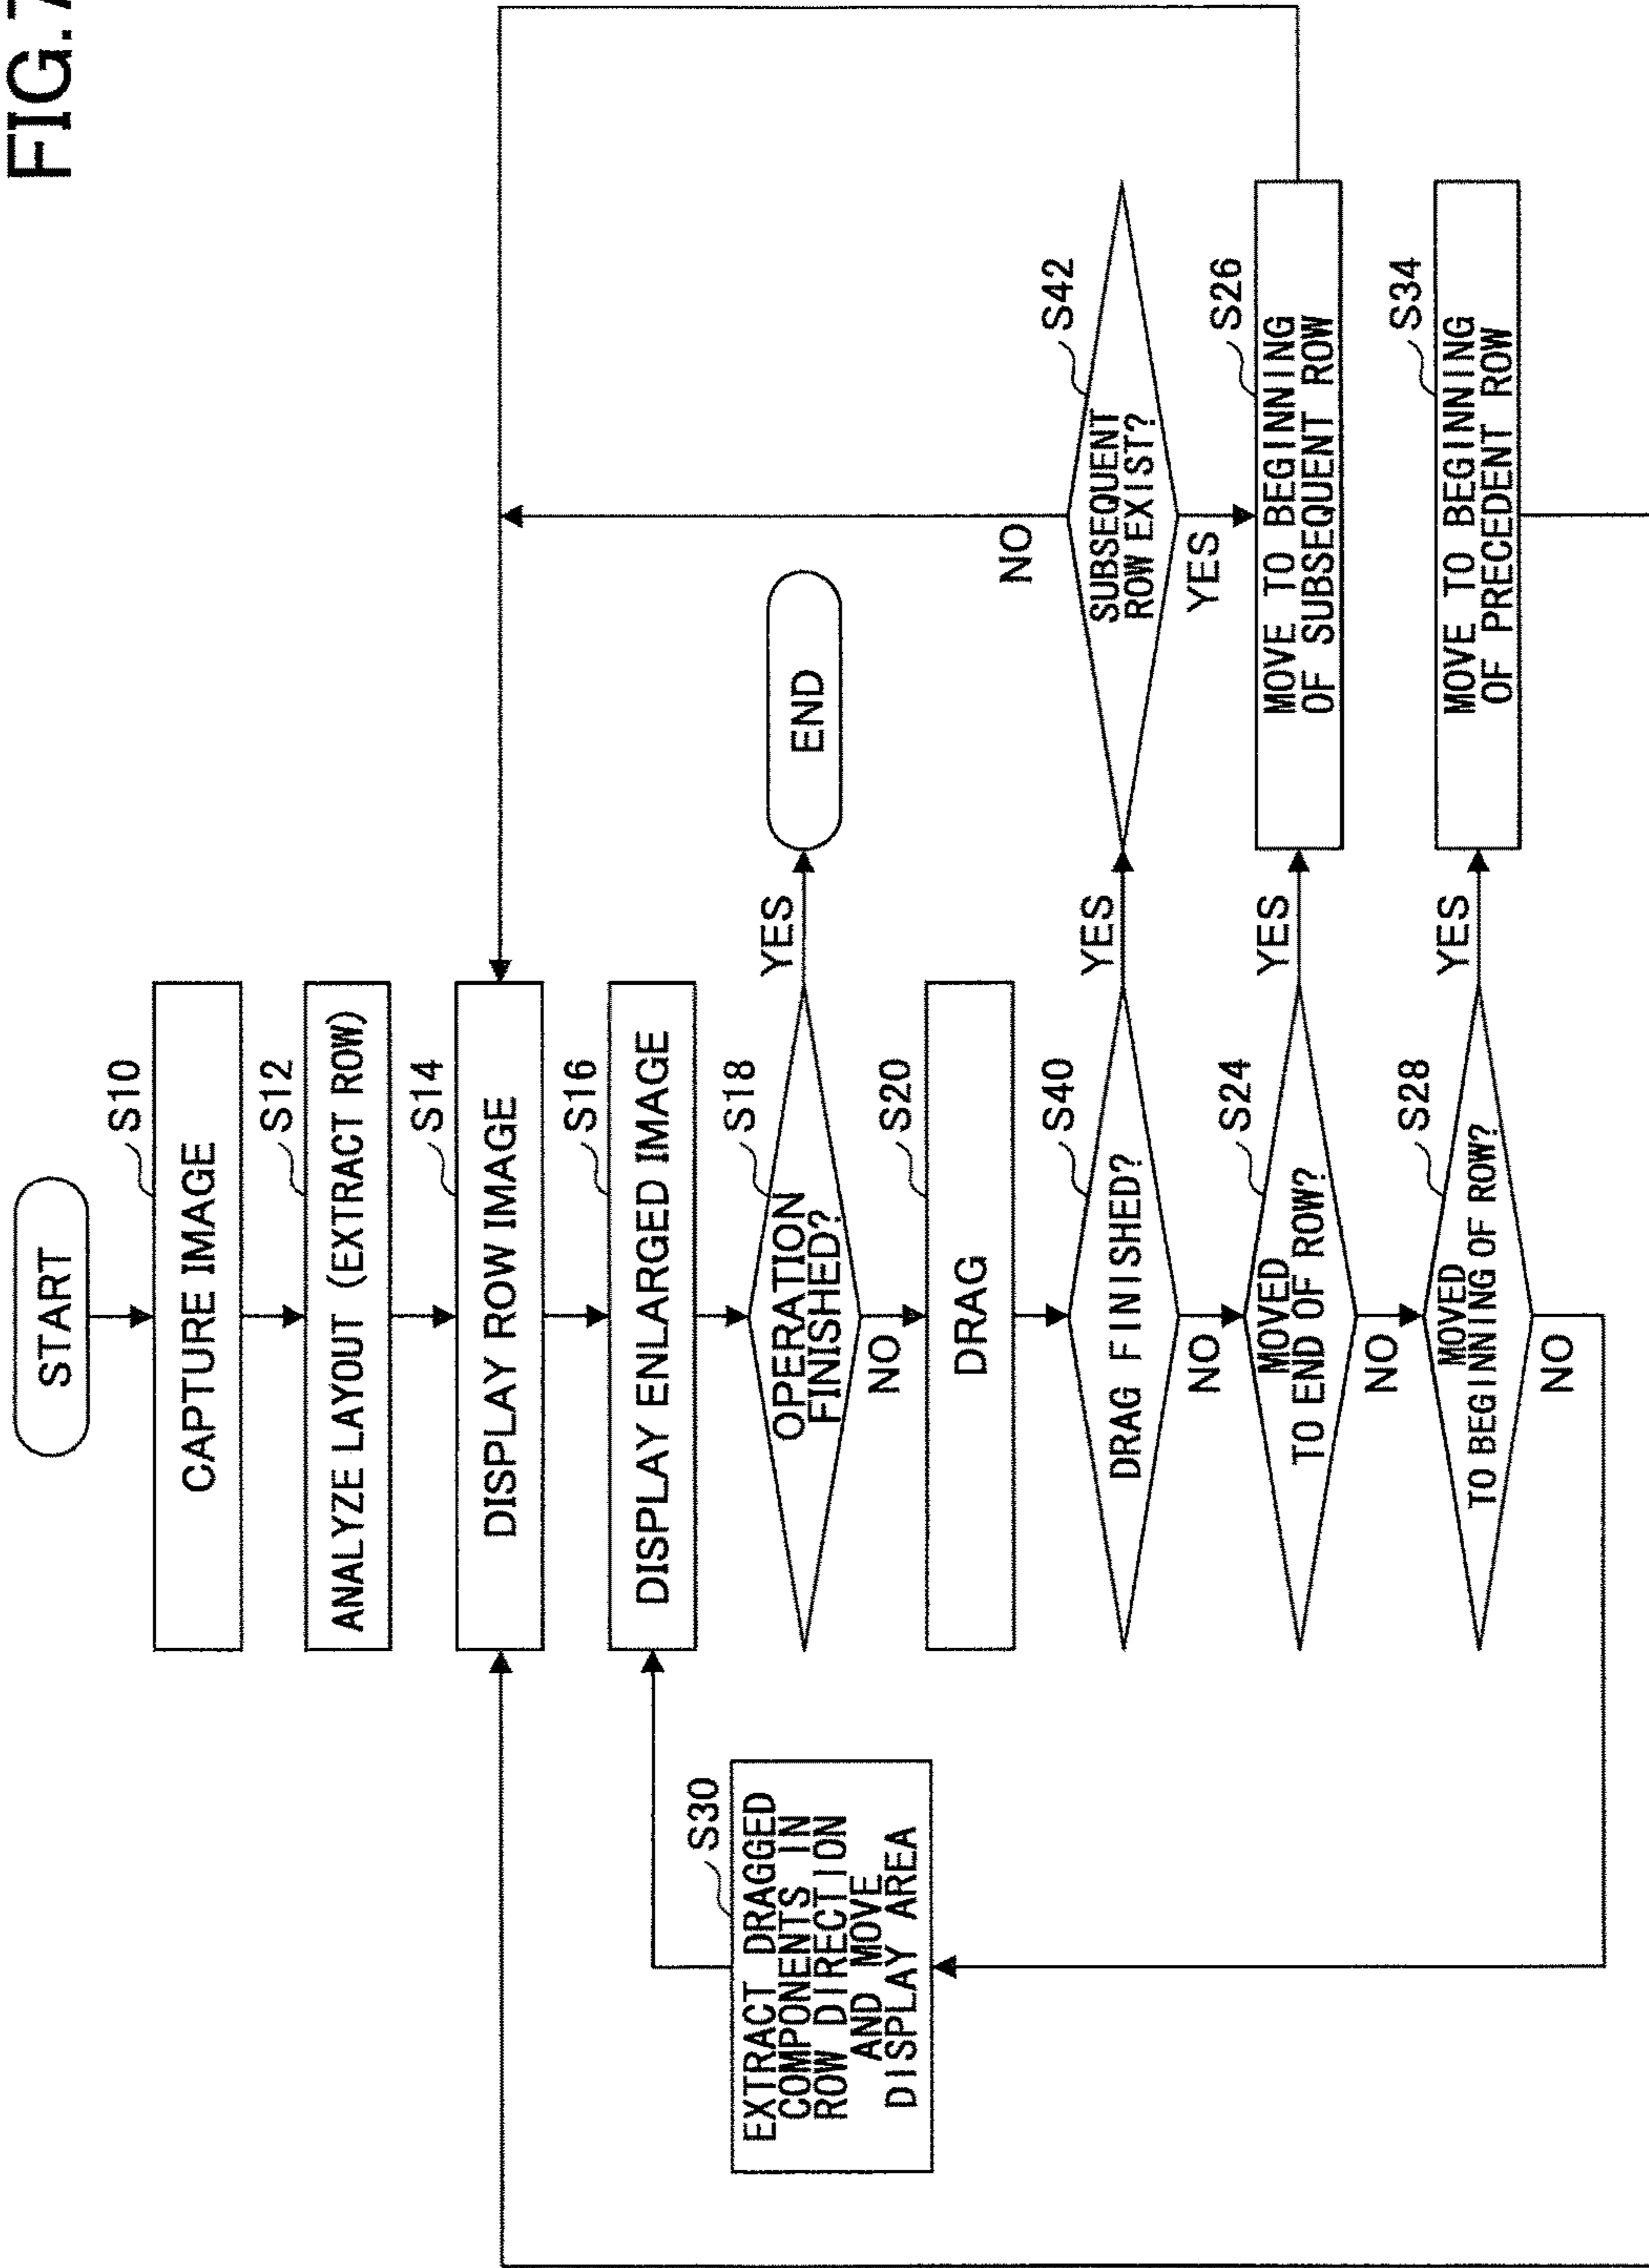 FIG.7
START
S10
CAPTURE IMAGE
S12
ANALYZE LAYOUT (EXTRACT ROW)
S14
DISPLAY ROW IMAGE
S16
DISPLAY ENLARGED IMAGE
S18
OPERATION
FINISHED?
YES
END
NO
S20
DRAG
S40
DRAG FINISHED?
YES
S42
SUBSEQUENT
ROW EXIST?
NO
YES
NO
S24
MOVED
TO END OF ROW?
YES
S26
MOVE TO BEGINNING
OF SUBSEQUENT ROW
NO
S28
MOVED
TO BEGINNING OF ROW?
YES
S34
MOVE TO BEGINNING
OF PRECEDENT ROW
NO
S30
EXTRACT DRAGGED
COMPONENTS IN
ROW DIRECTION
AND MOVE
DISPLAY AREA